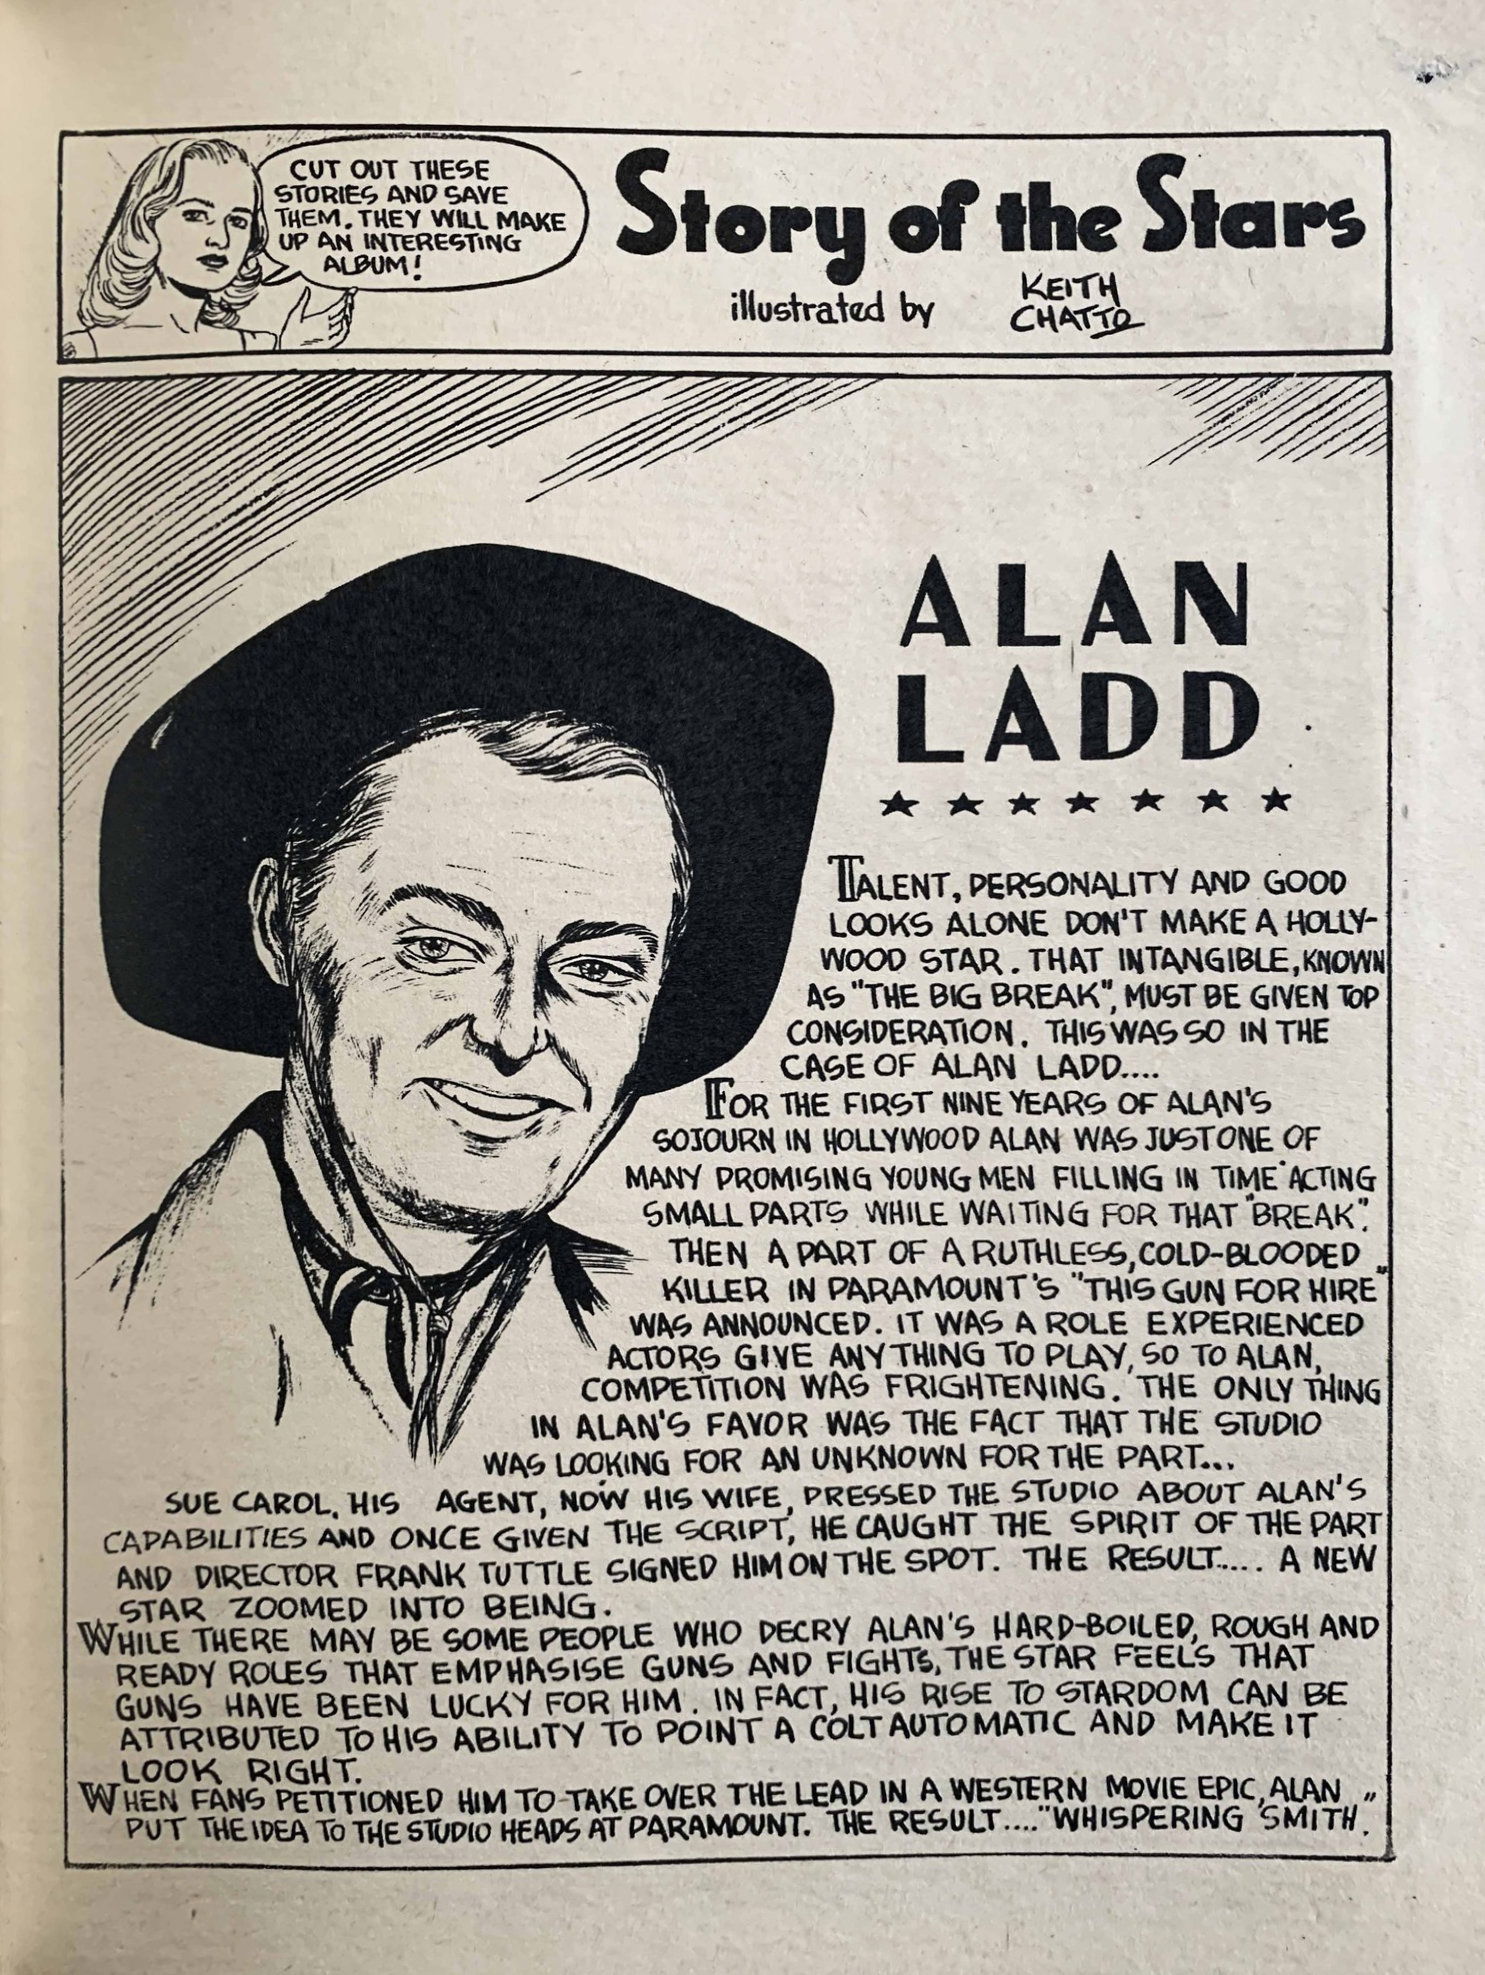 CUT OUT THESE
STORIES AND SAVE
THEM. THEY WILL MAKE
UP AN INTERESTING
ALBUM!
Story of the Stars
illustrated by KEITH
CHATTO
ALAN
LADD
TALENT, PERSONALITY AND GOOD
LOOKS ALONE DON'T MAKE A HOLLY-
WOOD STAR. THAT INTANGIBLE, KNOWN
AS "THE BIG BREAK", MUST BE GIVEN TOP
CONSIDERATION. THIS WAS SO IN THE
CASE OF ALAN LADD....
FOR THE FIRST NINE YEARS OF ALAN'S
SOJOURN IN HOLLYWOOD ALAN WAS JUST ONE OF
MANY PROMISING YOUNG MEN FILLING IN TIME ACTING
SMALL PARTS WHILE WAITING FOR THAT "BREAK".
THEN A PART OF A RUTHLESS, COLD-BLOODED
KILLER IN PARAMOUNT'S "THIS GUN FOR HIRE"
WAS ANNOUNCED. IT WAS A ROLE EXPERIENCED
ACTORS GIVE ANYTHING TO PLAY, SO TO ALAN,
COMPETITION WAS FRIGHTENING. THE ONLY THING
IN ALAN'S FAVOR WAS THE FACT THAT THE STUDIO
WAS LOOKING FOR AN UNKNOWN FOR THE PART...
SUE CAROL, HIS AGENT, NOW HIS WIFE, PRESSED THE STUDIO ABOUT ALAN'S
CAPABILITIES AND ONCE GIVEN THE SCRIPT, HE CAUGHT THE SPIRIT OF THE PART
AND DIRECTOR FRANK TUTTLE SIGNED HIM ON THE SPOT. THE RESULT..... A NEW
STAR ZOOMED INTO BEING.
WHILE THERE MAY BE SOME PEOPLE WHO DECRY ALAN'S HARD-BOILED, ROUGH AND
READY ROLES THAT EMPHASISE GUNS AND FIGHTS, THE STAR FEELS THAT
GUNS HAVE BEEN LUCKY FOR HIM. IN FACT, HIS RISE TO STARDOM CAN BE
ATTRIBUTED TO HIS ABILITY TO POINT A COLT AUTOMATIC AND MAKE IT
LOOK RIGHT.
WHEN FANS PETITIONED HIM TO TAKE OVER THE LEAD IN A WESTERN MOVIE EPIC, ALAN
PUT THE IDEA TO THE STUDIO HEADS AT PARAMOUNT. THE RESULT...."WHISPERING SMITH."